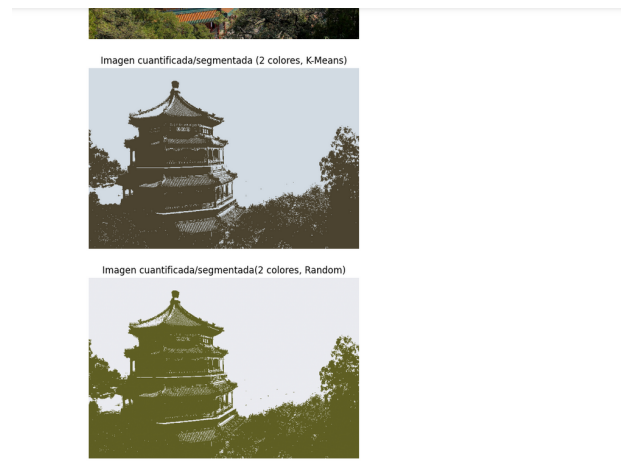 Imagen cuantificada/segmentada (2 colores, K-Means)
Imagen cuantificada/segmentada(2 colores, Random)